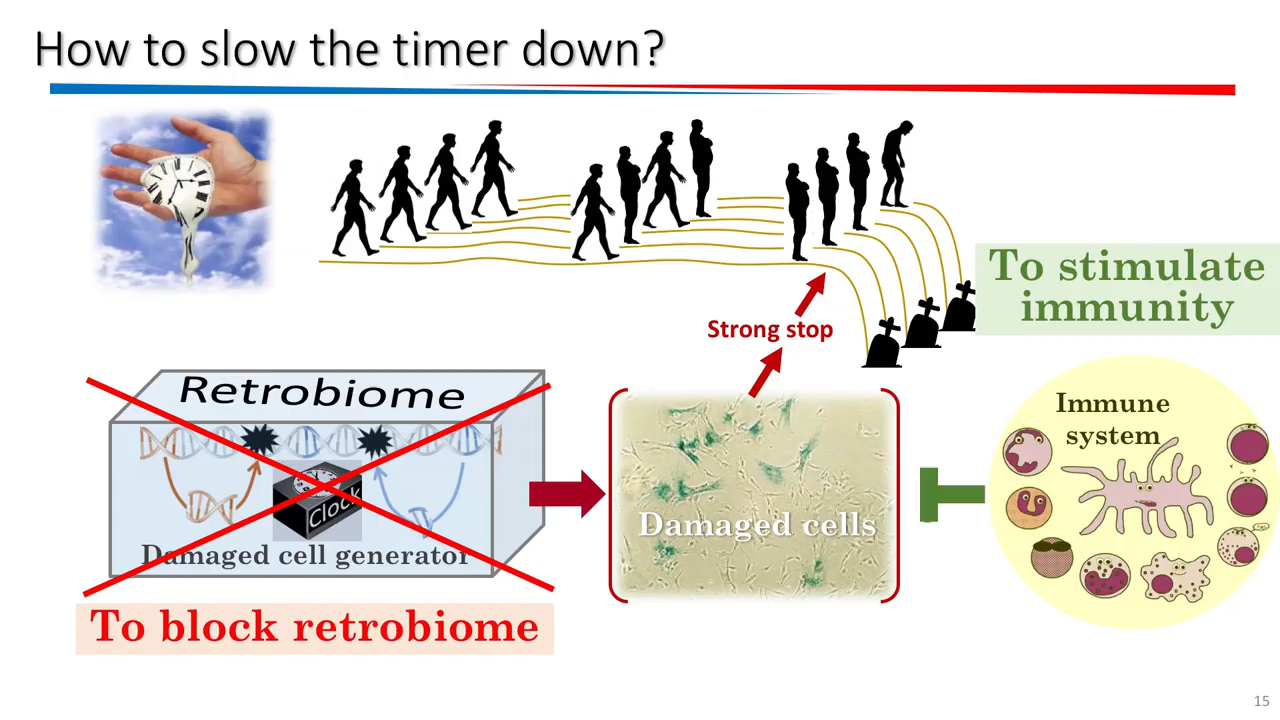 How to slow the timer down?
To stimulate
immunity
Strong stop
Retrobiome
Clock
Damaged cell generator
To block retrobiome
Damaged cells
Immune
system
15